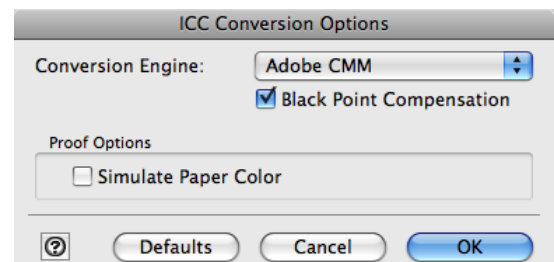 ICC Conversion Options
Conversion Engine: Adobe CMM
Black Point Compensation
Proof Options
Simulate Paper Color
? Defaults Cancel OK